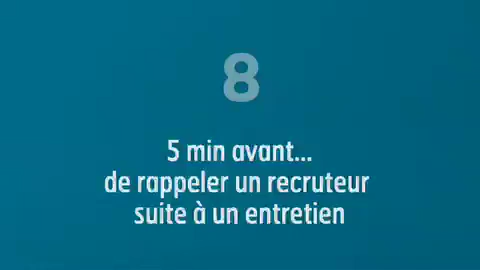 8
5 min avant...
de rappeler un recruteur
suite à un entretien